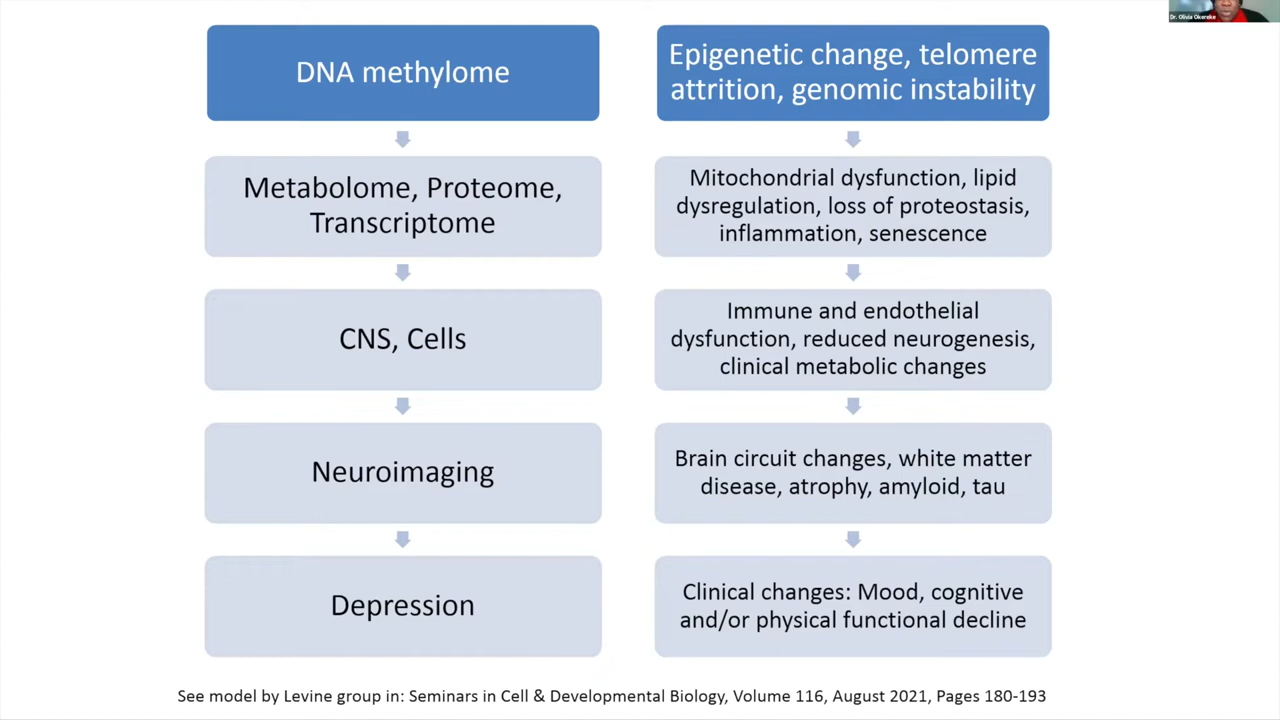 Dr. Olivia Okereke
DNA methylome
Epigenetic change, telomere
attrition, genomic instability
Metabolome, Proteome,
Transcriptome
Mitochondrial dysfunction, lipid
dysregulation, loss of proteostasis,
inflammation, senescence
CNS, Cells
Immune and endothelial
dysfunction, reduced neurogenesis,
clinical metabolic changes
Neuroimaging
Brain circuit changes, white matter
disease, atrophy, amyloid, tau
Depression
Clinical changes: Mood, cognitive
and/or physical functional decline
See model by Levine group in: Seminars in Cell & Developmental Biology, Volume 116, August 2021, Pages 180-193